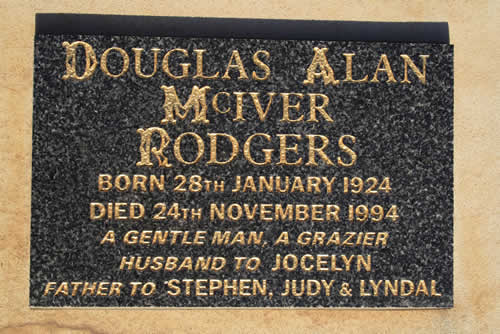 DOUGLAS ALAN
MCIVER
RODGERS
BORN 28TH JANUARY 1924
DIED 24TH NOVEMBER 1994
A GENTLE MAN, A GRAZIER
HUSBAND TO JOCELYN
FATHER TO STEPHEN, JUDY & LYNDAL